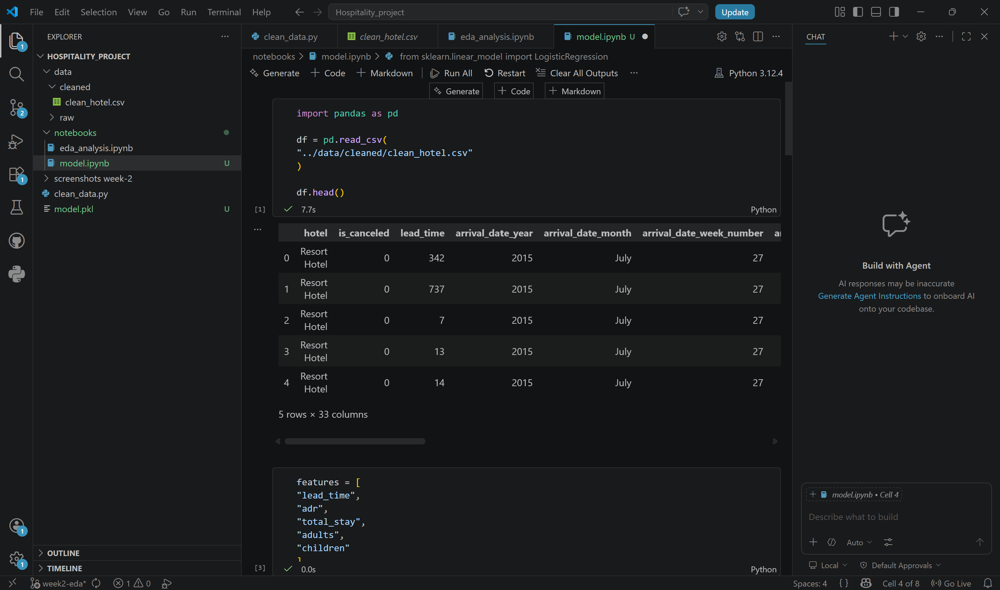 File Edit Selection View Go Run Terminal Help
Hospitality_project
Update
EXPLORER
HOSPITALITY_PROJECT
data
cleaned
clean_hotel.csv
raw
notebooks
eda_analysis.ipynb
model.ipynb U
screenshots week-2
clean_data.py
model.pkl U
OUTLINE
TIMELINE
1
2
1
1
1
clean_data.py clean_hotel.csv eda_analysis.ipynb model.ipynb U
notebooks > model.ipynb > from sklearn.linear_model import LogisticRegression
Generate + Code + Markdown Run All Restart Clear All Outputs ... Python 3.12.4
Generate + Code + Markdown
import pandas as pd
df = pd.read_csv(
"../data/cleaned/clean_hotel.csv"
)
df.head()
[1] 7.7s Python
hotel is_canceled lead_time arrival_date_year arrival_date_month arrival_date_week_number
0 Resort Hotel 0 342 2015 July 27
1 Resort Hotel 0 737 2015 July 27
2 Resort Hotel 0 7 2015 July 27
3 Resort Hotel 0 13 2015 July 27
4 Resort Hotel 0 14 2015 July 27
5 rows × 33 columns
features = [
"lead_time",
"adr",
"total_stay",
"adults",
"children"
]
[3] 0.0s Python
CHAT
Build with Agent
AI responses may be inaccurate
Generate Agent Instructions to onboard AI
onto your codebase.
model.ipynb • Cell 4
Describe what to build
Auto
Local Default Approvals
week2-eda* 1 0 Spaces: 4 { } Cell 4 of 8 Go Live